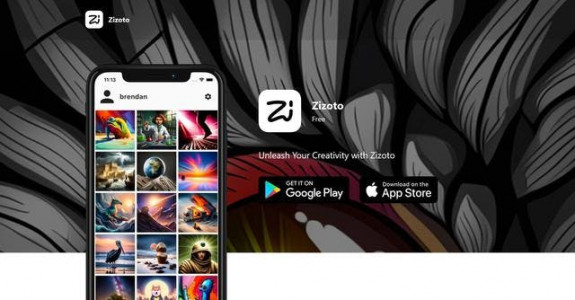 Zizoto
11:13
brendan
Zizoto
Free
Unleash Your Creativity with Zizoto
GET IT ON
Google Play
Download on the
App Store